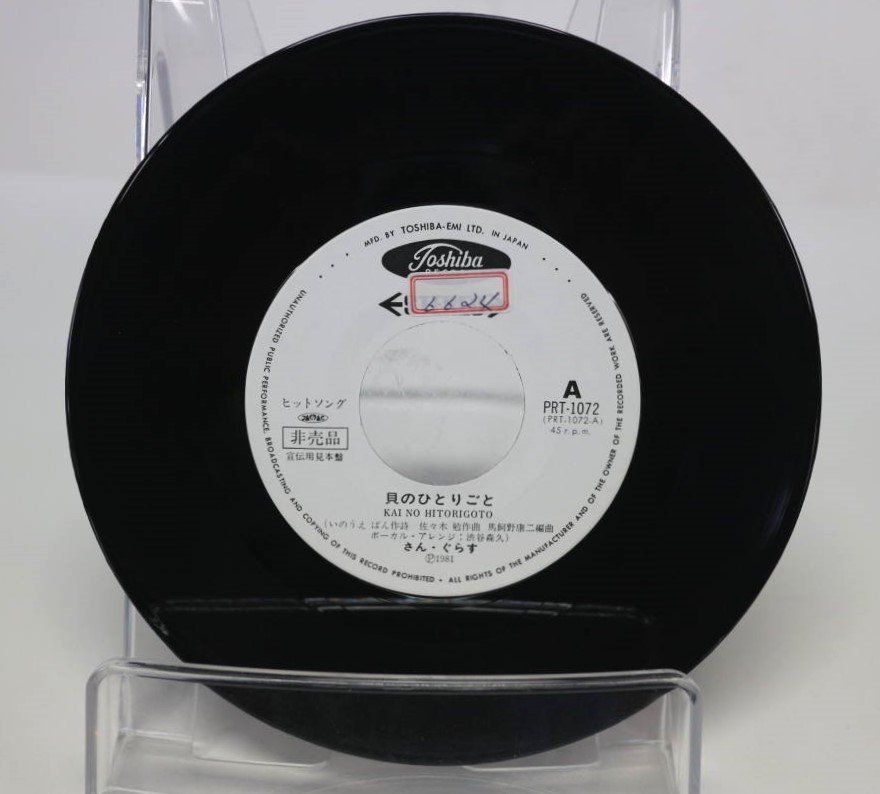 MFD. BY TOSHIBA-EMI LTD. IN JAPAN
Toshiba
6624
ヒットソング
非売品
宣伝用見本盤
A
PRT-1072
(PRT-1072-A)
45 r.p.m.
貝のひとりごと
KAI NO HITORIGOTO
(いのうえ ばん作詩 佐々木 勉作曲 馬飼野康二編曲
ボーカル・アレンジ:渋谷森久)
さん・ぐらす
Ⓟ1981
UNAUTHORIZED PUBLIC PERFORMANCE, BROADCASTING AND COPYING OF THIS RECORD PROHIBITED • ALL RIGHTS OF THE MANUFACTURER AND OF THE OWNER OF THE RECORDED WORK ARE RESERVED